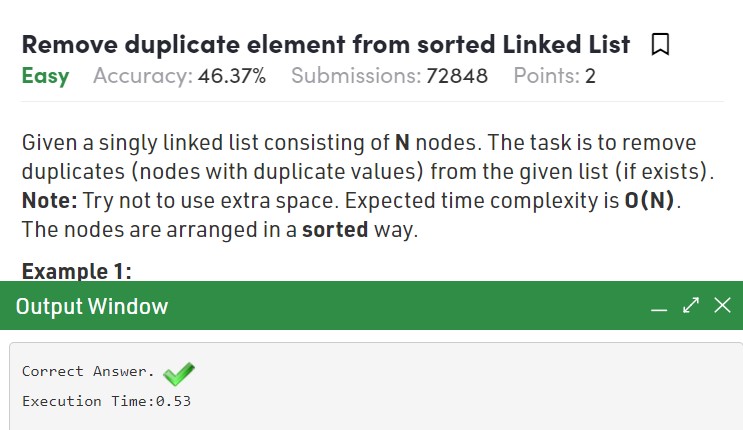 Remove duplicate element from sorted Linked List
Easy Accuracy: 46.37% Submissions: 72848 Points: 2
Given a singly linked list consisting of N nodes. The task is to remove
duplicates (nodes with duplicate values) from the given list (if exists).
Note: Try not to use extra space. Expected time complexity is O(N).
The nodes are arranged in a sorted way.
Example 1:
Output Window
Correct Answer.
Execution Time:0.53